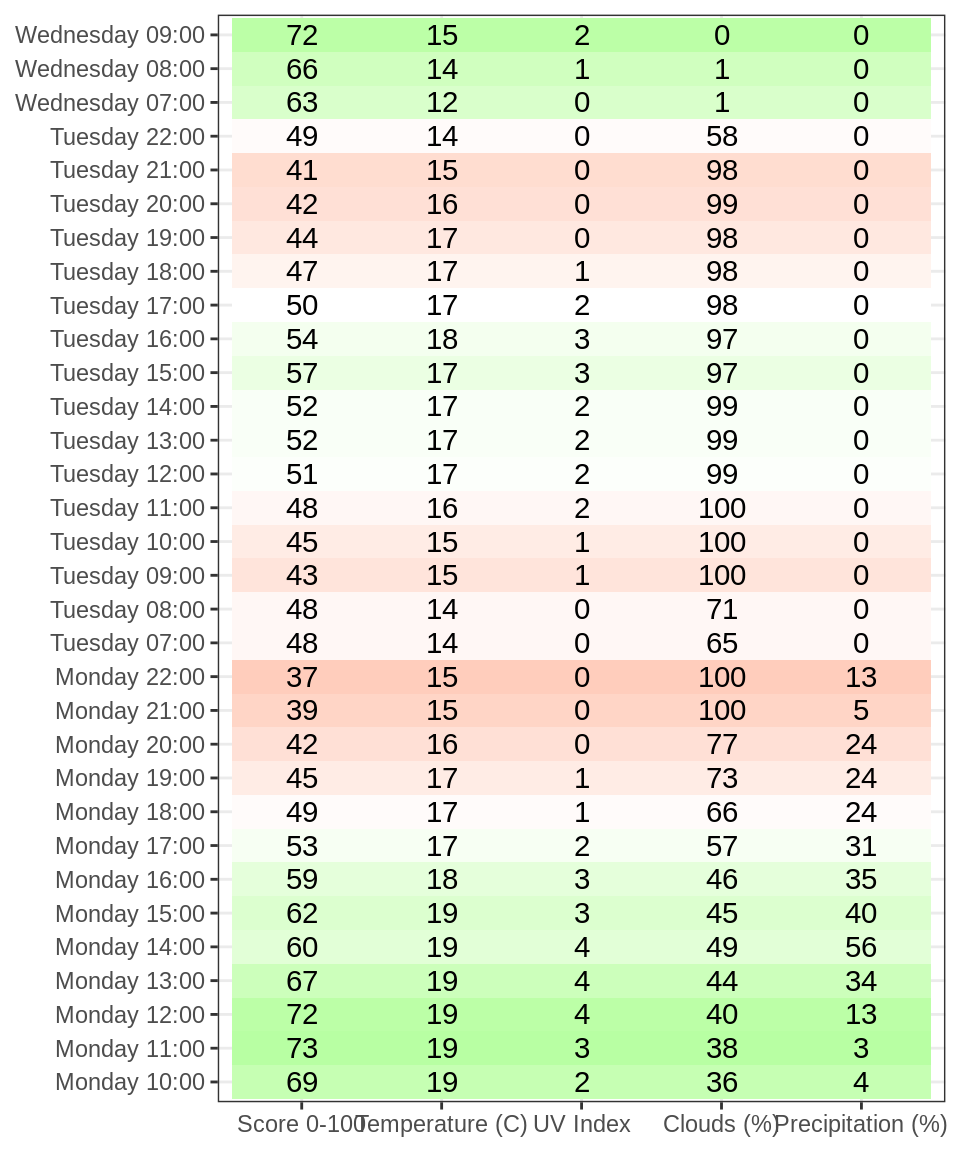 Wednesday 09:00 72 15 2 0 0
Wednesday 08:00 66 14 1 1 0
Wednesday 07:00 63 12 0 1 0
Tuesday 22:00 49 14 0 58 0
Tuesday 21:00 41 15 0 98 0
Tuesday 20:00 42 16 0 99 0
Tuesday 19:00 44 17 0 98 0
Tuesday 18:00 47 17 1 98 0
Tuesday 17:00 50 17 2 98 0
Tuesday 16:00 54 18 3 97 0
Tuesday 15:00 57 17 3 97 0
Tuesday 14:00 52 17 2 99 0
Tuesday 13:00 52 17 2 99 0
Tuesday 12:00 51 17 2 99 0
Tuesday 11:00 48 16 2 100 0
Tuesday 10:00 45 15 1 100 0
Tuesday 09:00 43 15 1 100 0
Tuesday 08:00 48 14 0 71 0
Tuesday 07:00 48 14 0 65 0
Monday 22:00 37 15 0 100 13
Monday 21:00 39 15 0 100 5
Monday 20:00 42 16 0 77 24
Monday 19:00 45 17 1 73 24
Monday 18:00 49 17 1 66 24
Monday 17:00 53 17 2 57 31
Monday 16:00 59 18 3 46 35
Monday 15:00 62 19 3 45 40
Monday 14:00 60 19 4 49 56
Monday 13:00 67 19 4 44 34
Monday 12:00 72 19 4 40 13
Monday 11:00 73 19 3 38 3
Monday 10:00 69 19 2 36 4
Score 0-100 Temperature (C) UV Index Clouds (%) Precipitation (%)